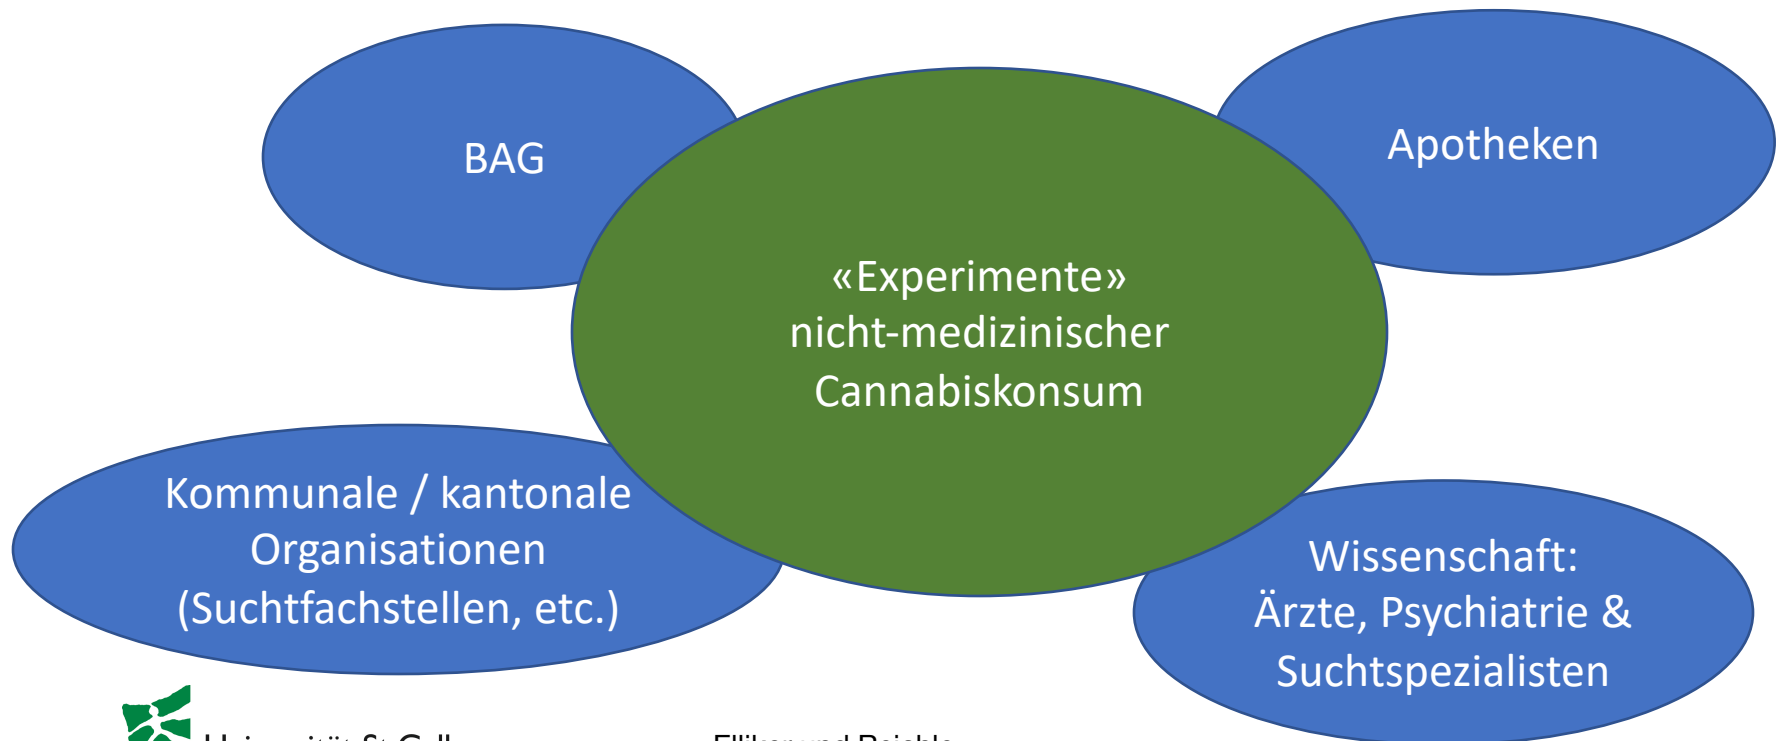 BAG
Apotheken
«Experimente»
nicht-medizinischer
Cannabiskonsum
Kommunale / kantonale
Organisationen
(Suchtfachstellen, etc.)
Wissenschaft:
Ärzte, Psychiatrie &
Suchtspezialisten